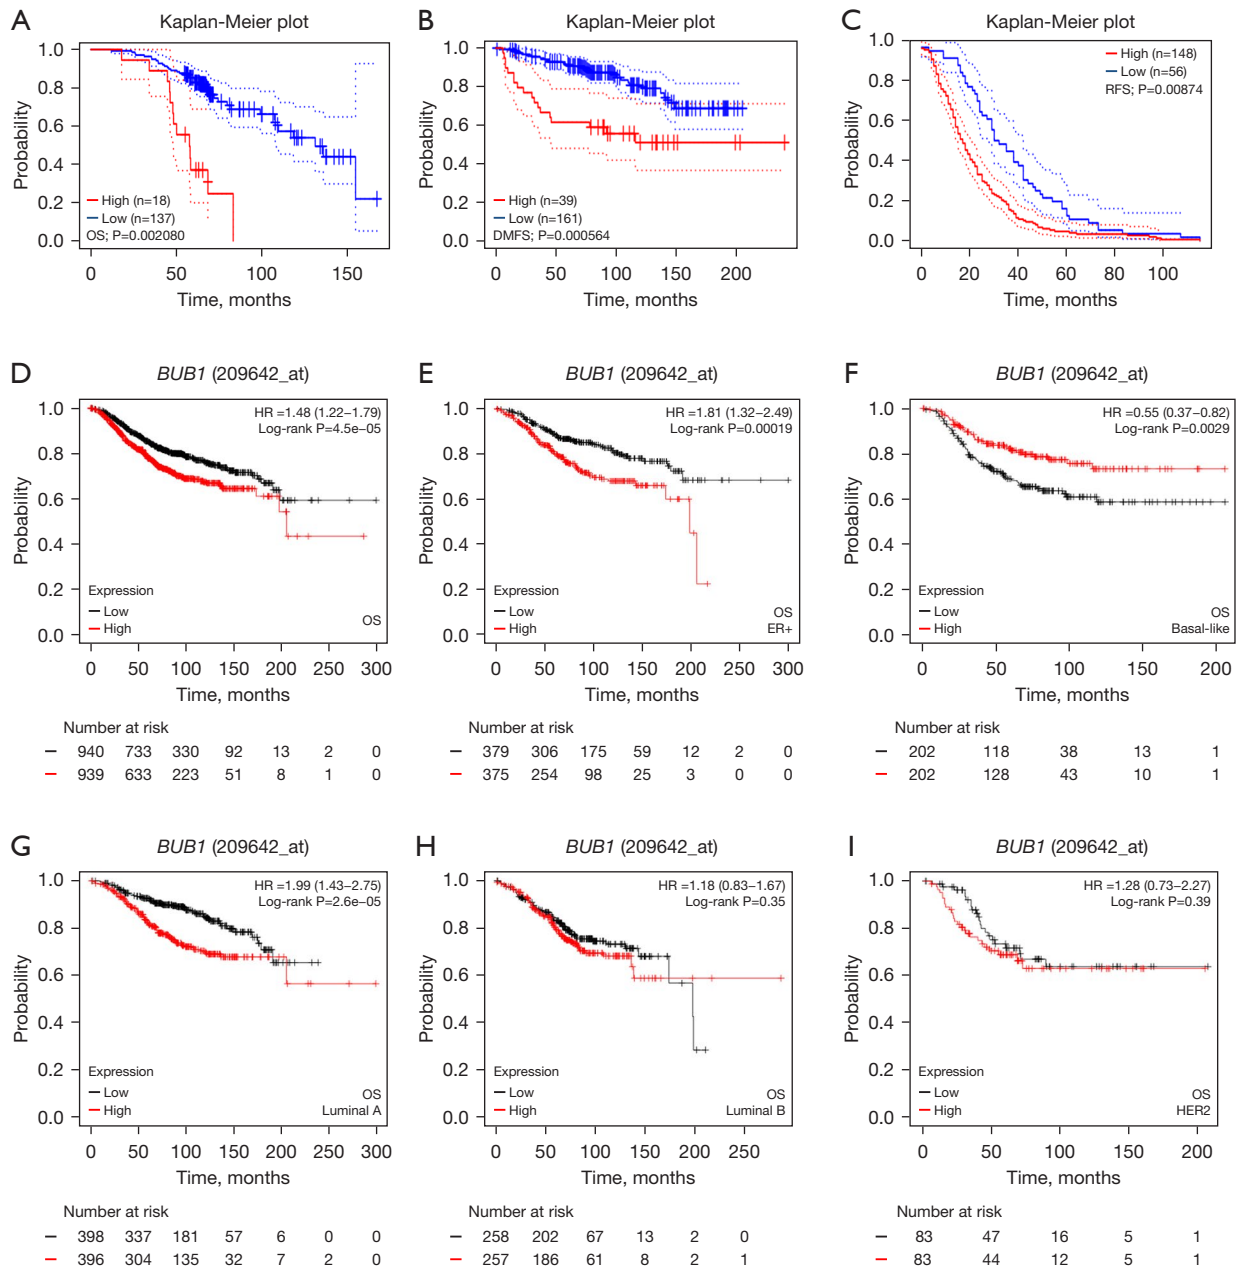 A
Kaplan-Meier plot
Probability
1.0
0.8
0.6
0.4
0.2
0.0
High (n=18)
Low (n=137)
OS; P=0.002080
0 50 100 150
Time, months
B
Kaplan-Meier plot
Probability
1.0
0.8
0.6
0.4
0.2
0.0
High (n=39)
Low (n=161)
DMFS; P=0.000564
0 50 100 150 200
Time, months
C
Kaplan-Meier plot
Probability
1.0
0.8
0.6
0.4
0.2
0.0
High (n=148)
Low (n=56)
RFS; P=0.00874
0 20 40 60 80 100
Time, months
D
BUB1 (209642_at)
Probability
1.0
0.8
0.6
0.4
0.2
0.0
HR =1.48 (1.22–1.79)
Log-rank P=4.5e–05
Expression
Low
High
OS
0 50 100 150 200 250 300
Time, months
Number at risk
940 733 330 92 13 2 0
939 633 223 51 8 1 0
E
BUB1 (209642_at)
Probability
1.0
0.8
0.6
0.4
0.2
0.0
HR =1.81 (1.32–2.49)
Log-rank P=0.00019
Expression
Low
High
OS
ER+
0 50 100 150 200 250 300
Time, months
Number at risk
379 306 175 59 12 2 0
375 254 98 25 3 0 0
F
BUB1 (209642_at)
Probability
1.0
0.8
0.6
0.4
0.2
0.0
HR =0.55 (0.37–0.82)
Log-rank P=0.0029
Expression
Low
High
OS
Basal-like
0 50 100 150 200
Time, months
Number at risk
202 118 38 13 1
202 128 43 10 1
G
BUB1 (209642_at)
Probability
1.0
0.8
0.6
0.4
0.2
0.0
HR =1.99 (1.43–2.75)
Log-rank P=2.6e–05
Expression
Low
High
OS
Luminal A
0 50 100 150 200 250 300
Time, months
Number at risk
398 337 181 57 6 0 0
396 304 135 32 7 2 0
H
BUB1 (209642_at)
Probability
1.0
0.8
0.6
0.4
0.2
0.0
HR =1.18 (0.83–1.67)
Log-rank P=0.35
Expression
Low
High
OS
Luminal B
0 50 100 150 200 250
Time, months
Number at risk
258 202 67 13 2 0
257 186 61 8 2 1
I
BUB1 (209642_at)
Probability
1.0
0.8
0.6
0.4
0.2
0.0
HR =1.28 (0.73–2.27)
Log-rank P=0.39
Expression
Low
High
OS
HER2
0 50 100 150 200
Time, months
Number at risk
83 47 16 5 1
83 44 12 5 1